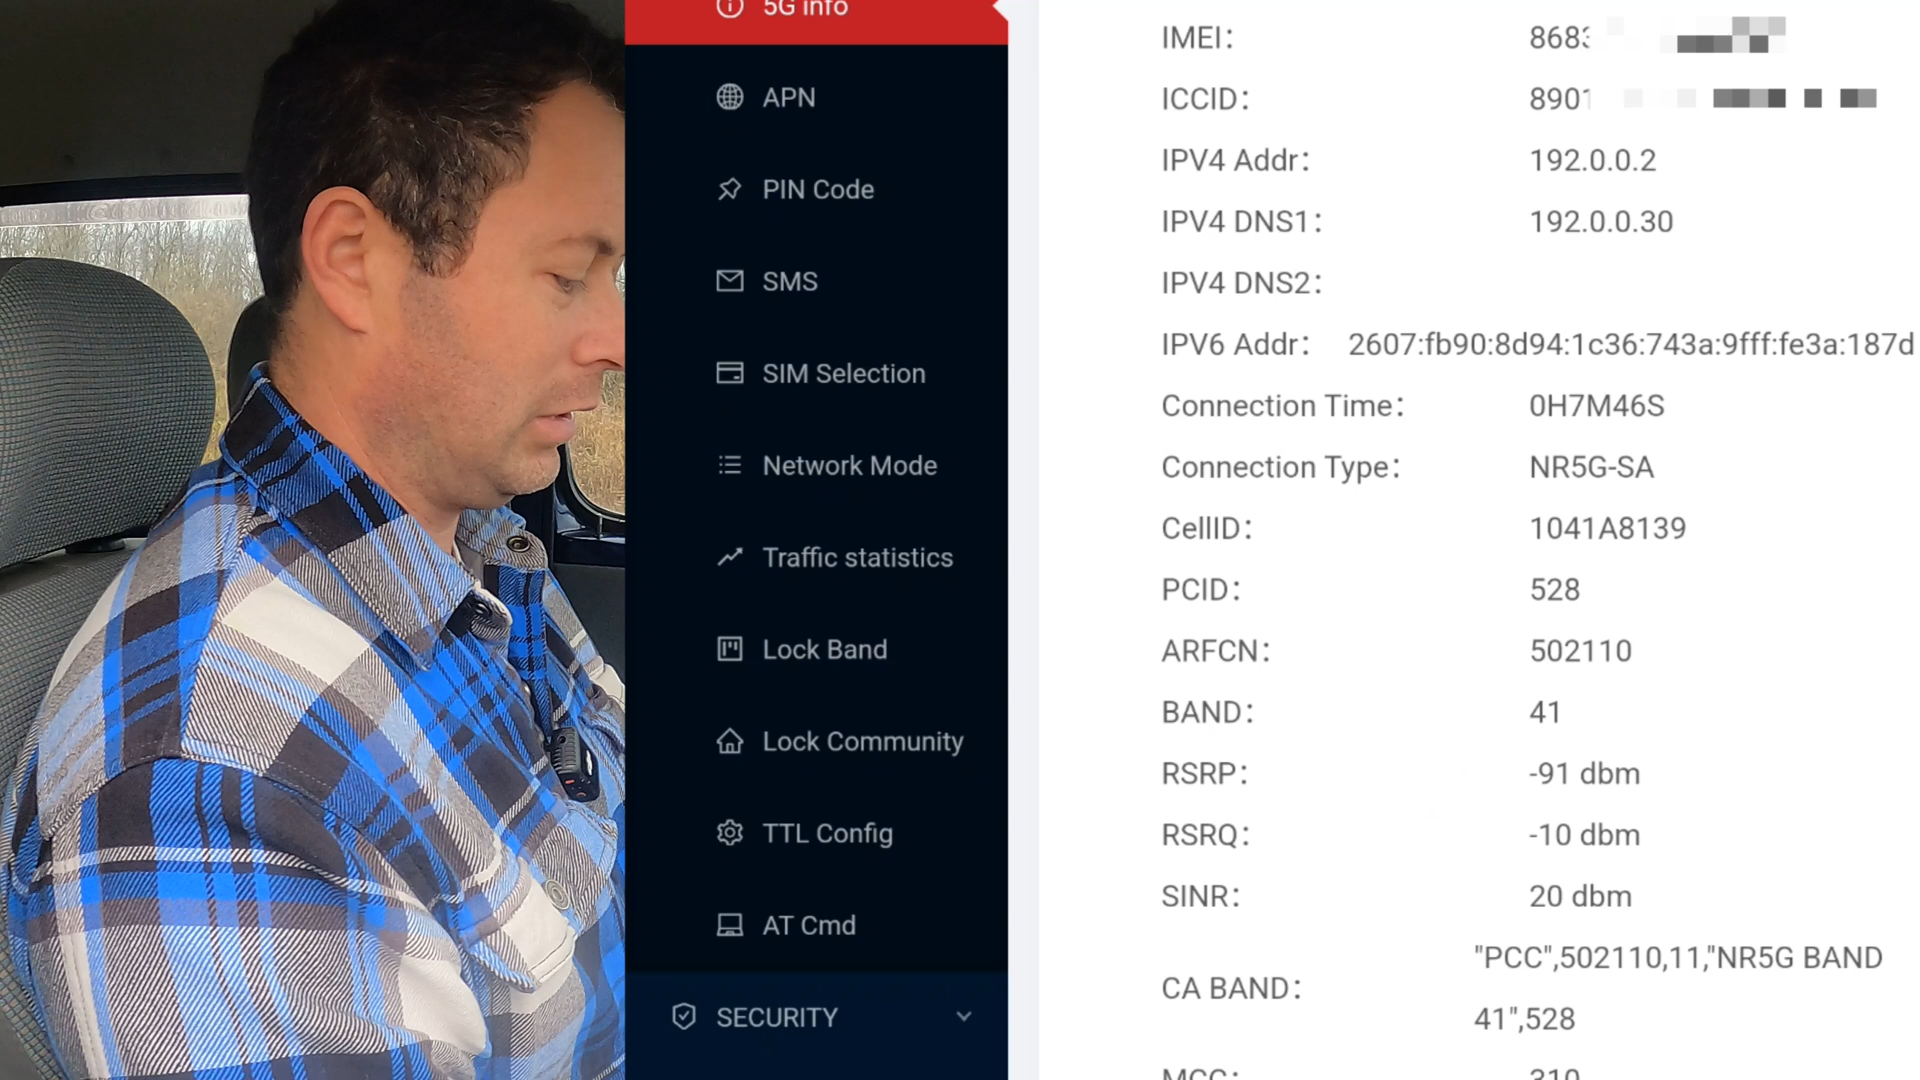 5G info
APN
PIN Code
SMS
SIM Selection
Network Mode
Traffic statistics
Lock Band
Lock Community
TTL Config
AT Cmd
SECURITY
IMEI: 868
ICCID: 890
IPV4 Addr: 192.0.0.2
IPV4 DNS1: 192.0.0.30
IPV4 DNS2:
IPV6 Addr: 2607:fb90:8d94:1c36:743a:9fff:fe3a:187d
Connection Time: 0H7M46S
Connection Type: NR5G-SA
CellID: 1041A8139
PCID: 528
ARFCN: 502110
BAND: 41
RSRP: -91 dbm
RSRQ: -10 dbm
SINR: 20 dbm
CA BAND: "PCC",502110,11,"NR5G BAND
41",528
MCC: 310